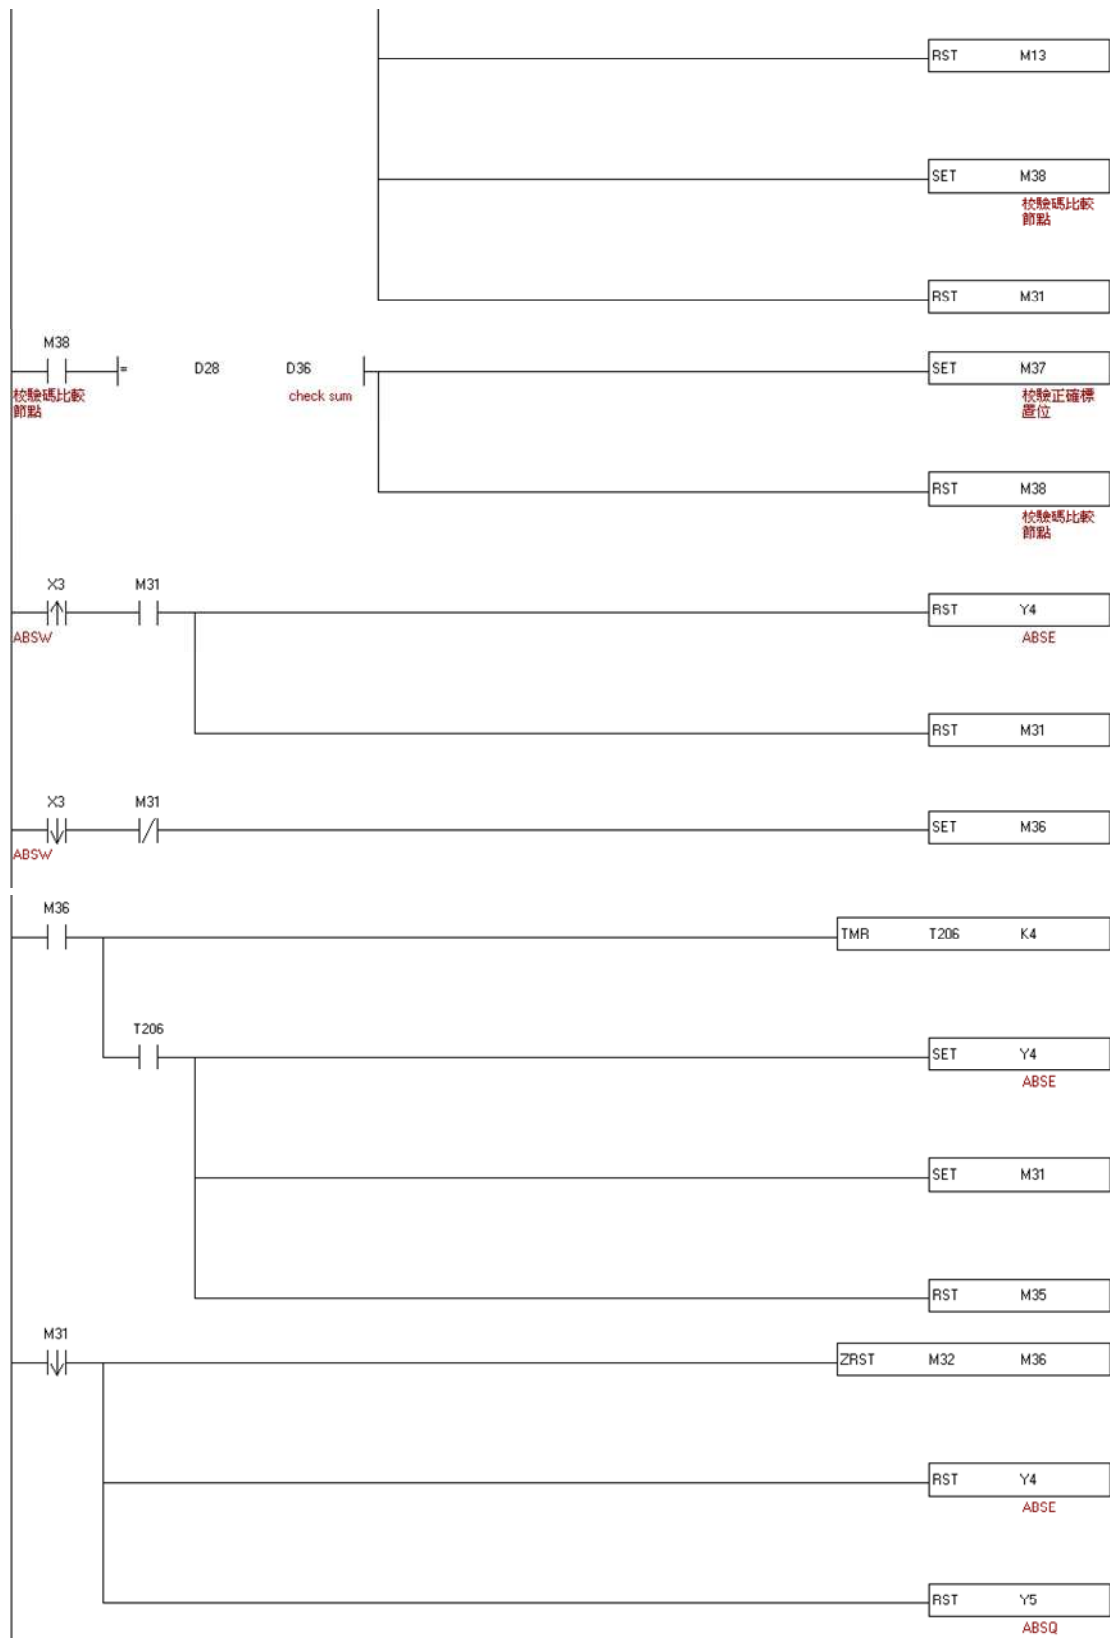 RST M13
SET M38
校驗碼比較
節點
RST M31
M38
= D28 D36
SET M37
校驗碼比較
節點
check sum
校驗正確標
置位
RST M38
校驗碼比較
節點
X3 M31
RST Y4
ABSW
ABSE
RST M31
X3 M31
SET M36
ABSW
M36
TMR T206 K4
T206
SET Y4
ABSE
SET M31
RST M35
M31
ZRST M32 M36
RST Y4
ABSE
RST Y5
ABSQ